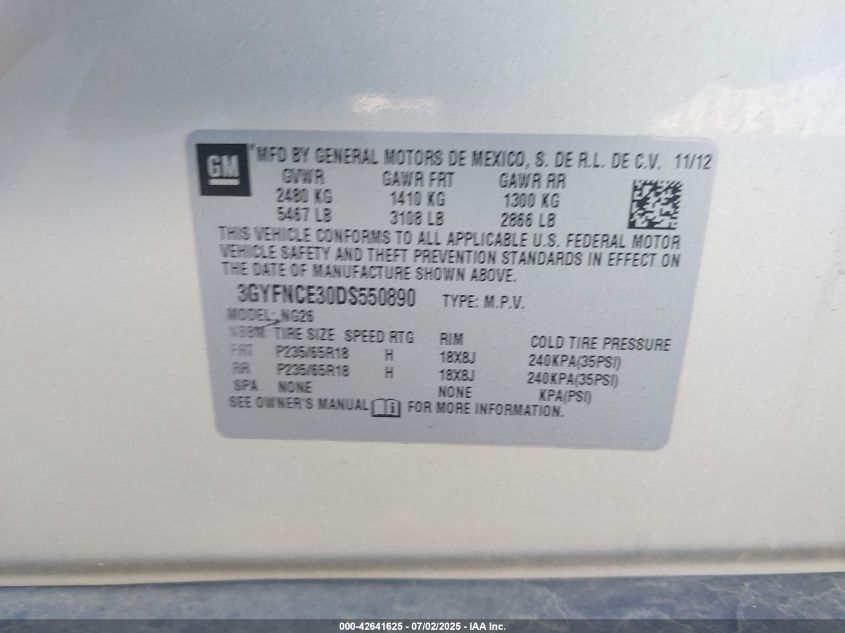 GM
*MFD BY GENERAL MOTORS DE MEXICO, S. DE R.L. DE C.V. 11/12
GVWR GAWR FRT GAWR RR
2480 KG 1410 KG 1300 KG
5467 LB 3108 LB 2866 LB
THIS VEHICLE CONFORMS TO ALL APPLICABLE U.S. FEDERAL MOTOR
VEHICLE SAFETY AND THEFT PREVENTION STANDARDS IN EFFECT ON
THE DATE OF MANUFACTURE SHOWN ABOVE.
3GYFNCE30DS550890 TYPE: M.P.V.
MODEL: NG26
TIRE SIZE SPEED RTG RIM COLD TIRE PRESSURE
FRT P235/65R18 H 18X8J 240KPA(35PSI)
RR P235/65R18 H 18X8J 240KPA(35PSI)
SPA NONE NONE KPA(PSI)
SEE OWNER'S MANUAL FOR MORE INFORMATION.
000-42641625 - 07/02/2025 - IAA Inc.